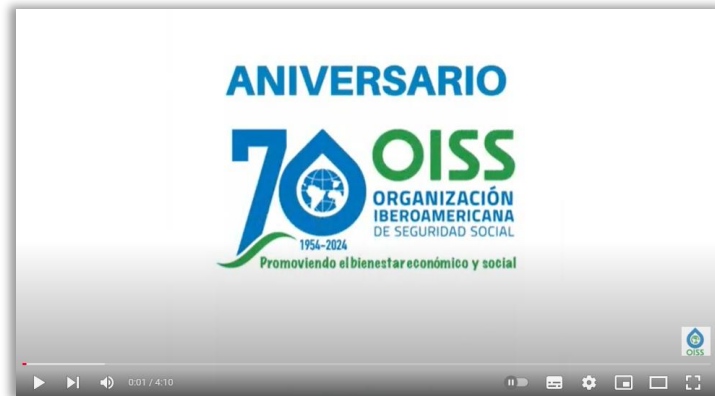 ANIVERSARIO
70 OISS
ORGANIZACIÓN
IBEROAMERICANA
DE SEGURIDAD SOCIAL
1954-2024
Promoviendo el bienestar económico y social
OISS
0:01 / 4:10